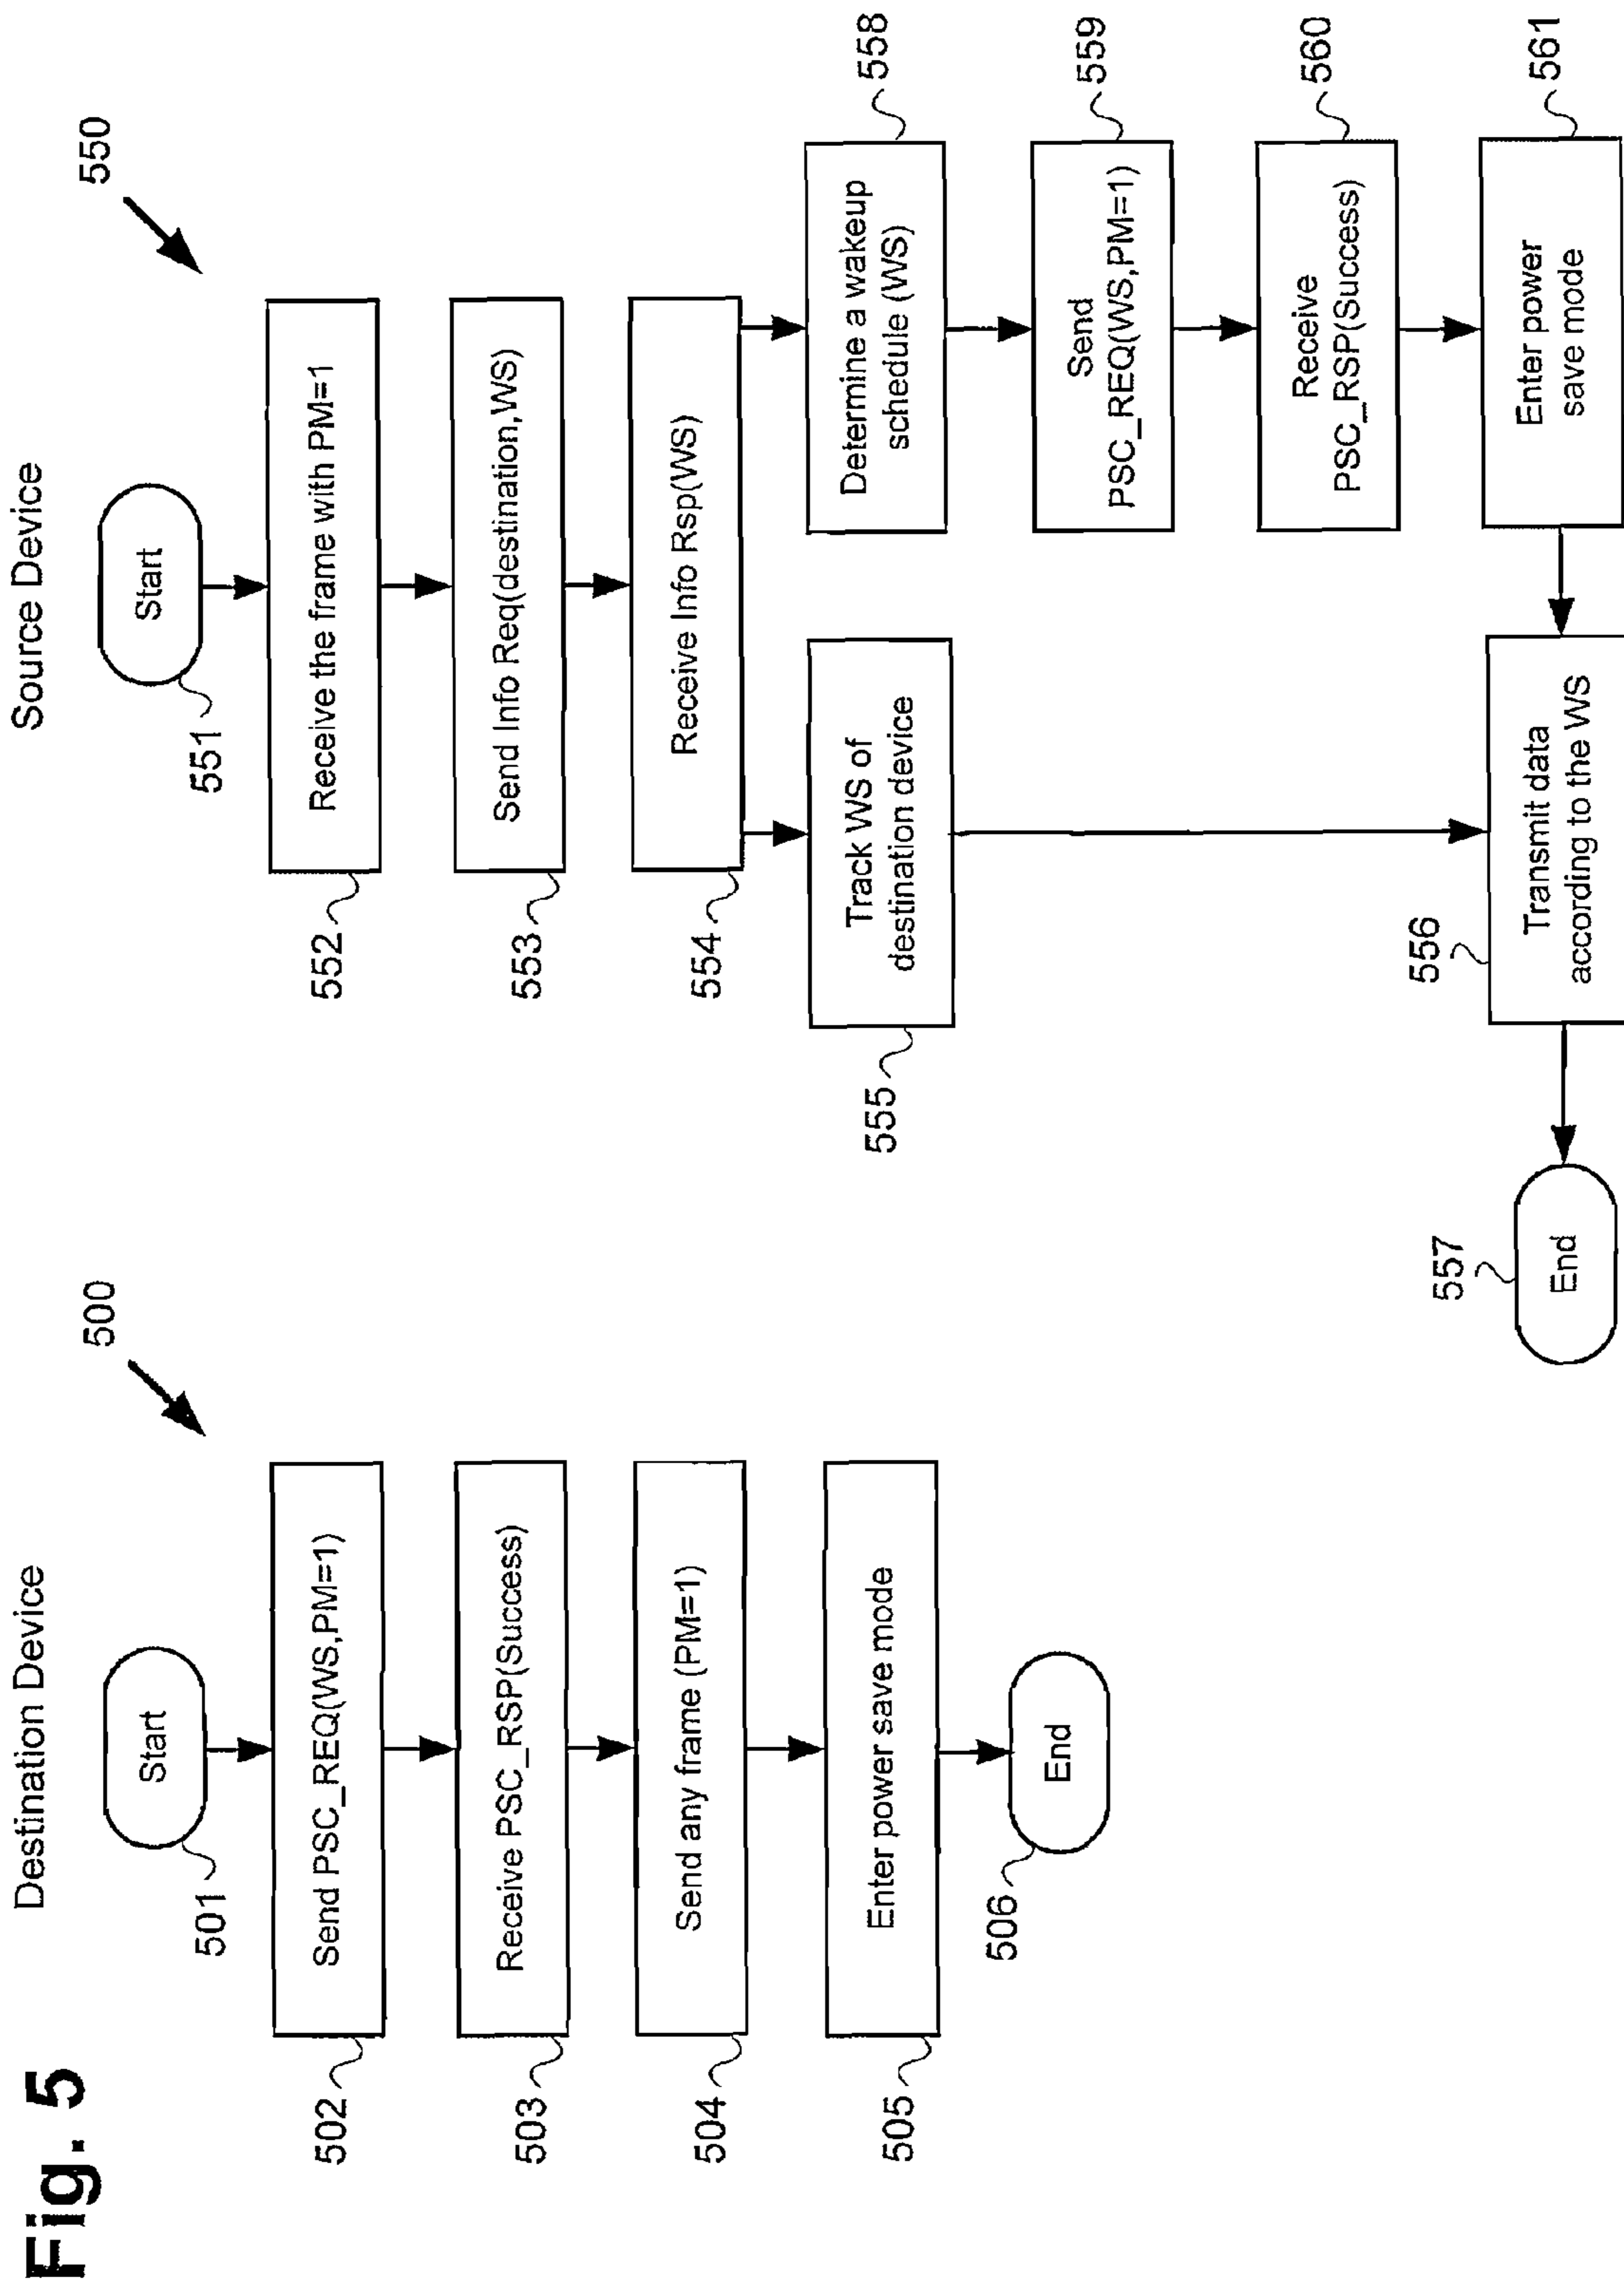 Fig. 5
Destination Device
500
Start
501
Send PSC_REQ(WS,PM=1)
502
Receive PSC_RSP(Success)
503
Send any frame (PM=1)
504
Enter power save mode
505
End
506
Source Device
550
Start
551
Receive the frame with PM=1
552
Send Info Req(destination,WS)
553
Receive Info Rsp(WS)
554
Track WS of
destination device
555
Transmit data
according to the WS
556
End
557
Determine a wakeup
schedule (WS)
558
Send
PSC_REQ(WS,PM=1)
559
Receive
PSC_RSP(Success)
560
Enter power
save mode
561